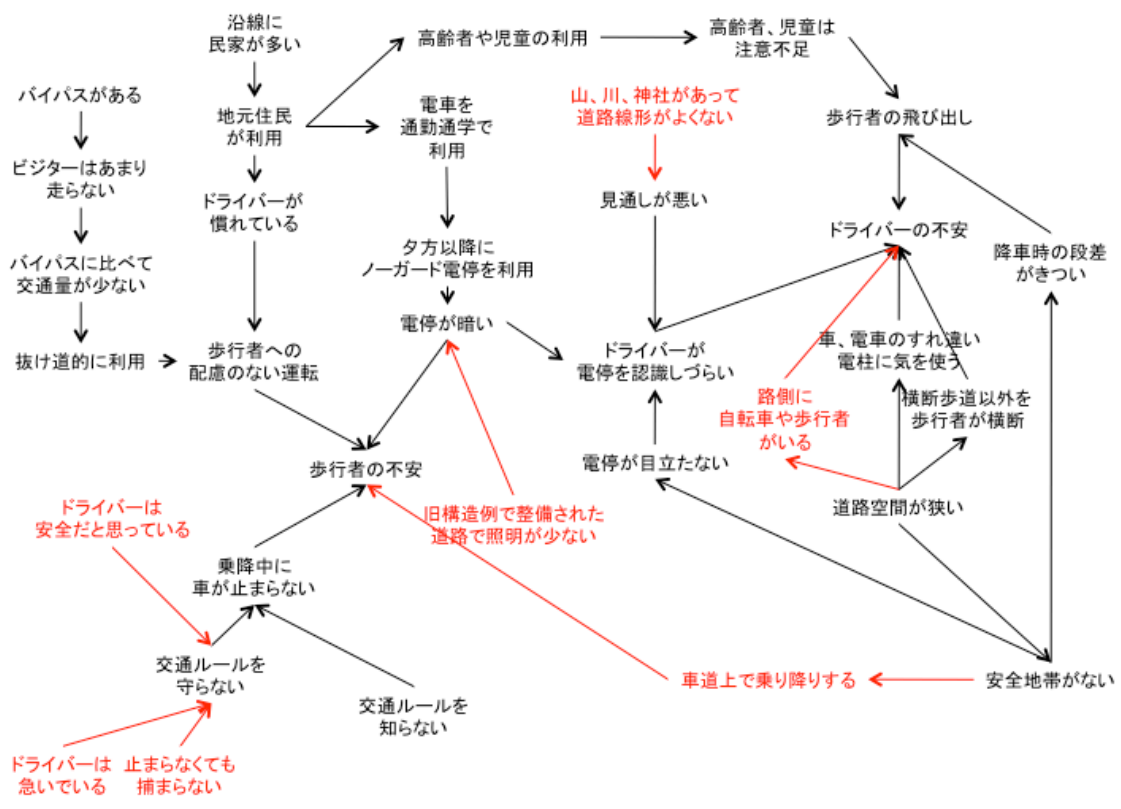 沿線に
民家が多い
高齢者や児童の利用
高齢者、児童は
注意不足
バイパスがある
地元住民
が利用
電車を
通勤通学で
利用
山、川、神社があって
道路線形がよくない
歩行者の飛び出し
ビジターはあまり
走らない
ドライバーが
慣れている
見通しが悪い
ドライバーの不安
バイパスに比べて
交通量が少ない
夕方以降に
ノーガード電停を利用
降車時の段差
がきつい
抜け道的に利用
歩行者への
配慮のない運転
電停が暗い
ドライバーが
電停を認識しづらい
車、電車のすれ違い
電柱に気を使う
路側に
自転車や歩行者
がいる
横断歩道以外を
歩行者が横断
歩行者の不安
電停が目立たない
道路空間が狭い
ドライバーは
安全だと思っている
旧構造例で整備された
道路で照明が少ない
乗降中に
車が止まらない
交通ルールを
守らない
交通ルールを
知らない
車道上で乗り降りする
安全地帯がない
ドライバーは
急いでいる
止まらなくても
捕まらない